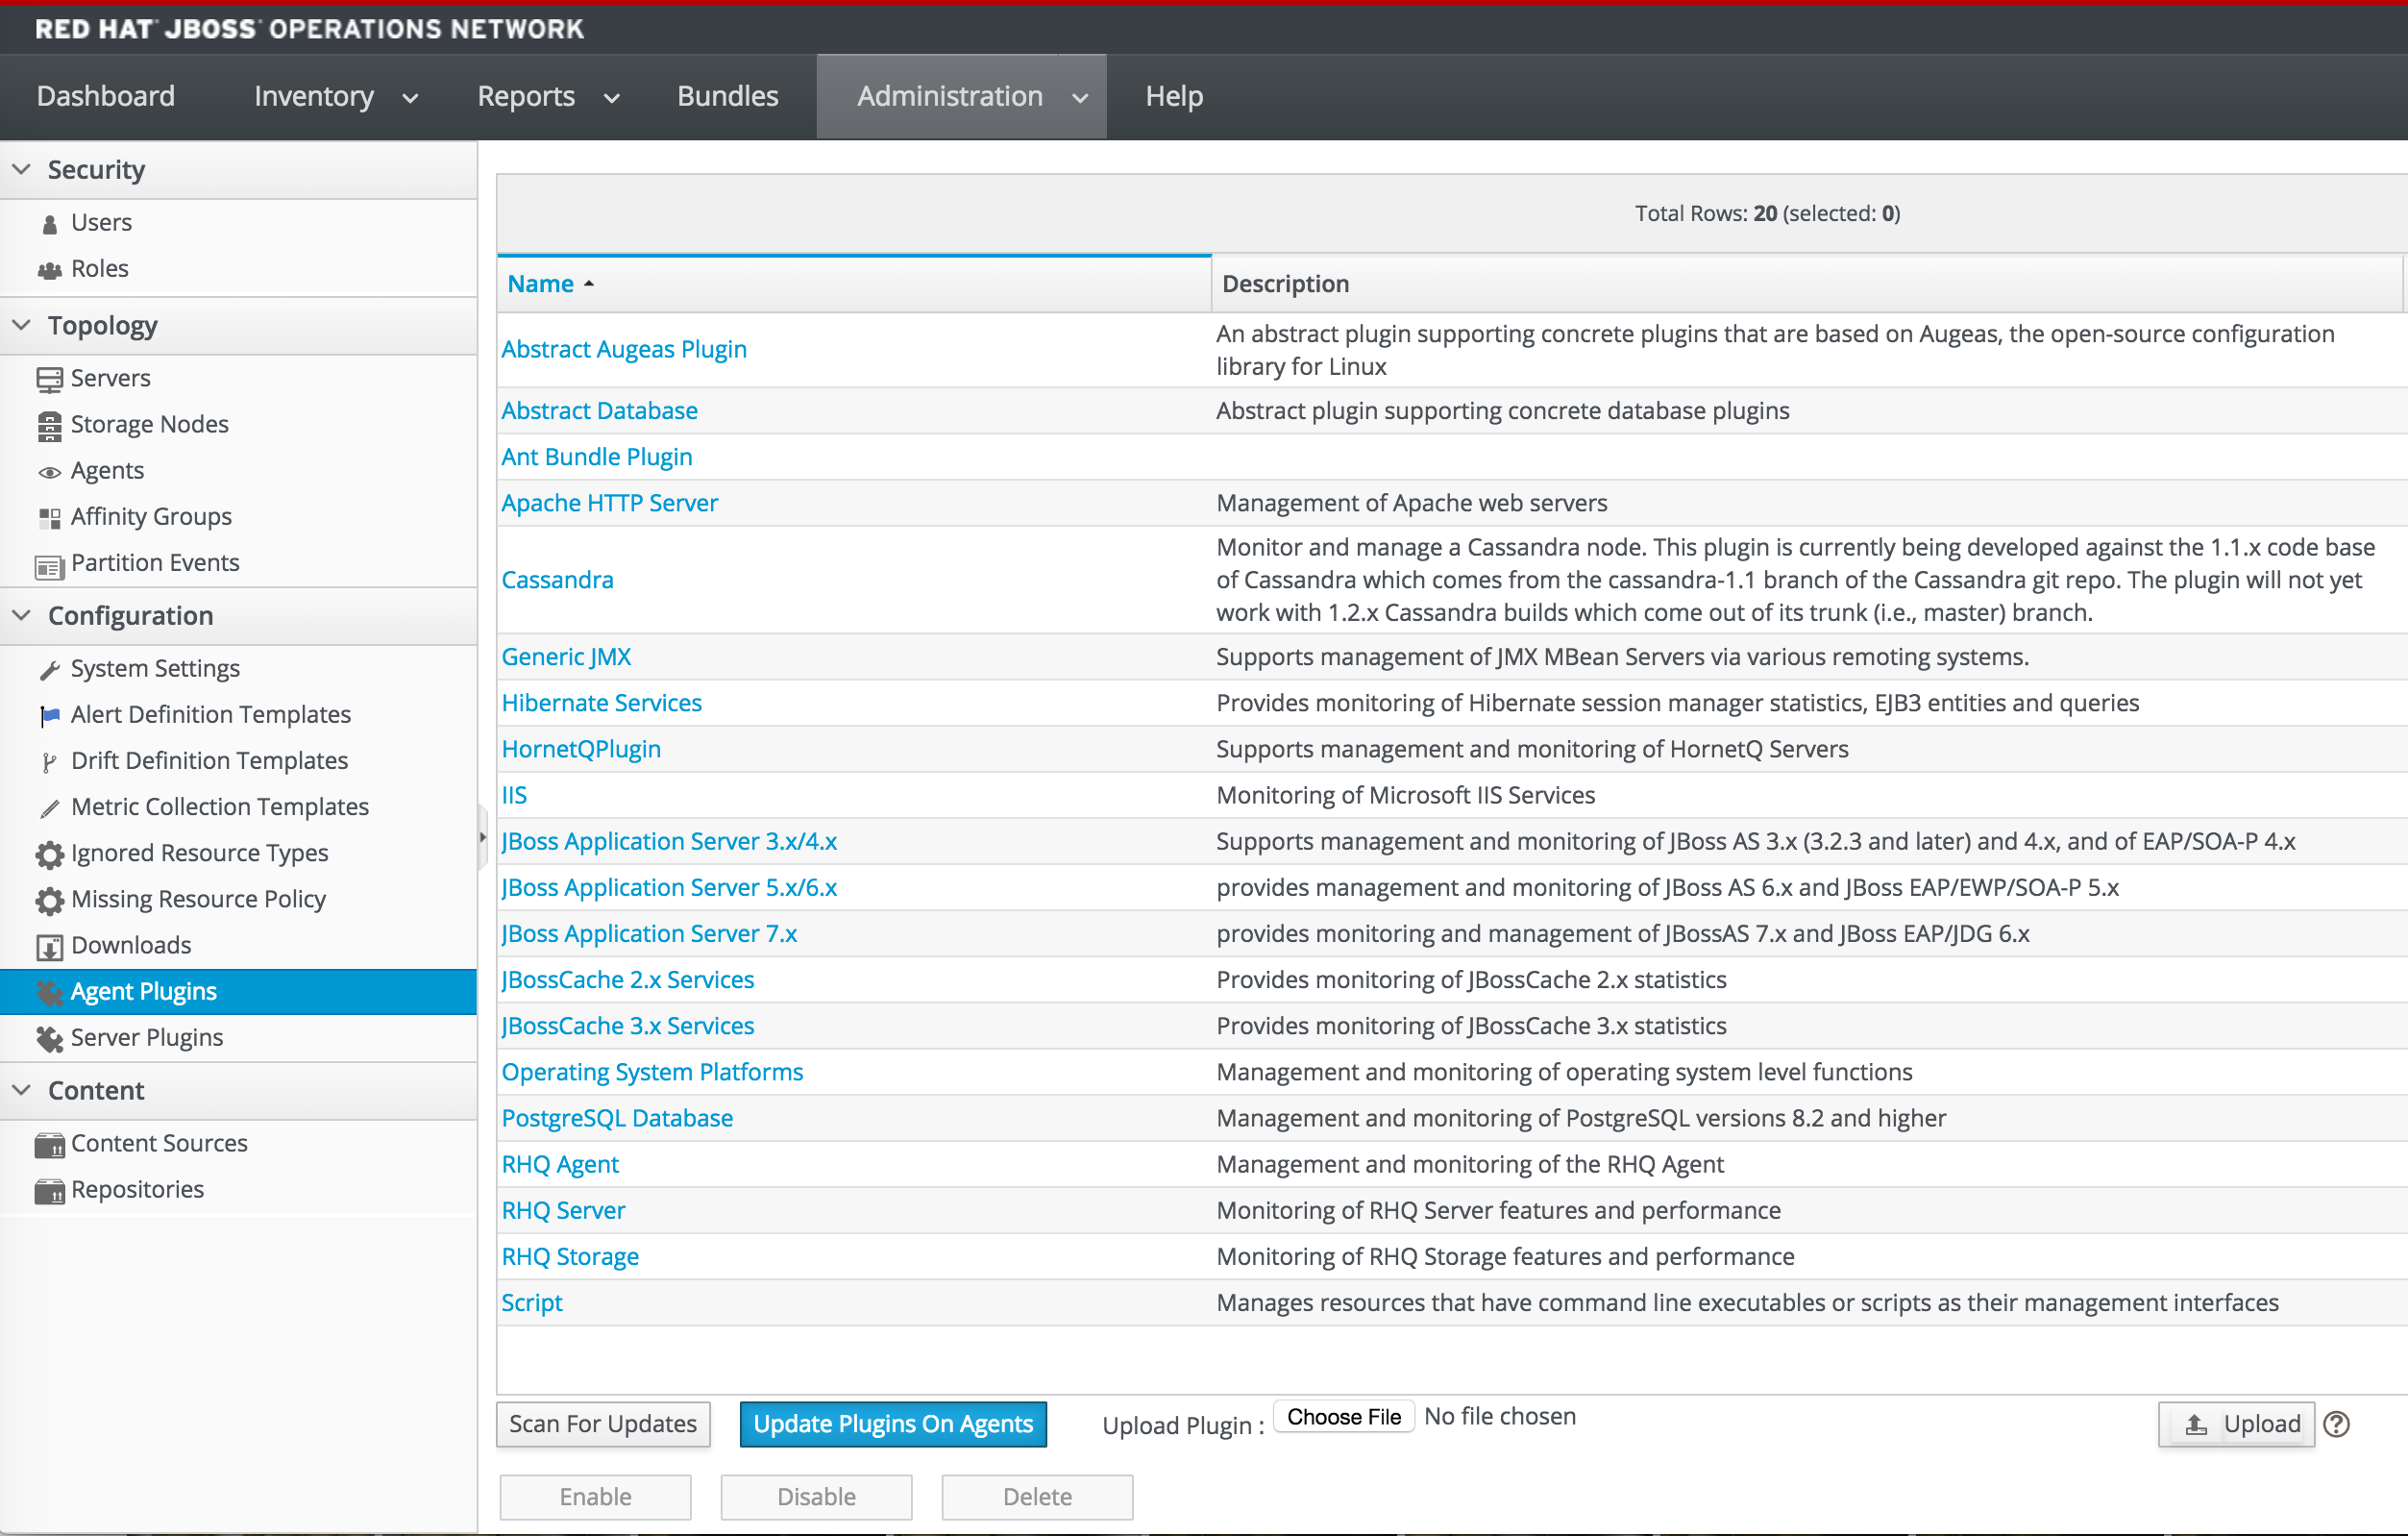 RED HAT JBOSS OPERATIONS NETWORK
Dashboard Inventory Reports Bundles Administration Help
Security
Users
Roles
Topology
Servers
Storage Nodes
Agents
Affinity Groups
Partition Events
Configuration
System Settings
Alert Definition Templates
Drift Definition Templates
Metric Collection Templates
Ignored Resource Types
Missing Resource Policy
Downloads
Agent Plugins
Server Plugins
Content
Content Sources
Repositories
Total Rows: 20 (selected: 0)
Name Description
Abstract Augeas Plugin An abstract plugin supporting concrete plugins that are based on Augeas, the open-source configuration
library for Linux
Abstract Database Abstract plugin supporting concrete database plugins
Ant Bundle Plugin
Apache HTTP Server Management of Apache web servers
Cassandra Monitor and manage a Cassandra node. This plugin is currently being developed against the 1.1.x code base
of Cassandra which comes from the cassandra-1.1 branch of the Cassandra git repo. The plugin will not yet
work with 1.2.x Cassandra builds which come out of its trunk (i.e., master) branch.
Generic JMX Supports management of JMX MBean Servers via various remoting systems.
Hibernate Services Provides monitoring of Hibernate session manager statistics, EJB3 entities and queries
HornetQPlugin Supports management and monitoring of HornetQ Servers
IIS Monitoring of Microsoft IIS Services
JBoss Application Server 3.x/4.x Supports management and monitoring of JBoss AS 3.x (3.2.3 and later) and 4.x, and of EAP/SOA-P 4.x
JBoss Application Server 5.x/6.x provides management and monitoring of JBoss AS 6.x and JBoss EAP/EWP/SOA-P 5.x
JBoss Application Server 7.x provides monitoring and management of JBossAS 7.x and JBoss EAP/JDG 6.x
JBossCache 2.x Services Provides monitoring of JBossCache 2.x statistics
JBossCache 3.x Services Provides monitoring of JBossCache 3.x statistics
Operating System Platforms Management and monitoring of operating system level functions
PostgreSQL Database Management and monitoring of PostgreSQL versions 8.2 and higher
RHQ Agent Management and monitoring of the RHQ Agent
RHQ Server Monitoring of RHQ Server features and performance
RHQ Storage Monitoring of RHQ Storage features and performance
Script Manages resources that have command line executables or scripts as their management interfaces
Scan For Updates Update Plugins On Agents Upload Plugin : Choose File No file chosen Upload ?
Enable Disable Delete